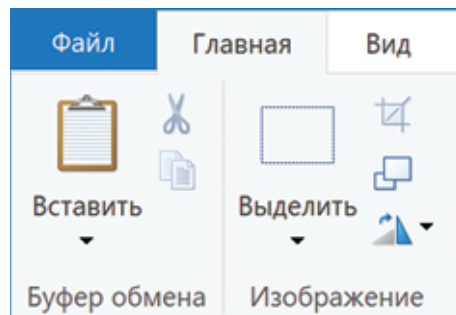 Файл Главная Вид
Вставить Выделить
Буфер обмена Изображение